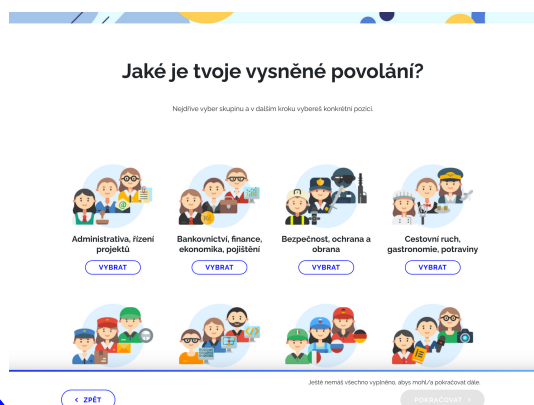 Jaké je tvoje vysněné povolání?
Nejdříve vyber skupinu a v dalším kroku vybereš konkrétní pozici.
Administrativa, řízení
projektů
VYBRAT
Bankovnictví, finance,
ekonomika, pojištění
VYBRAT
Bezpečnost, ochrana a
obrana
VYBRAT
Cestovní ruch,
gastronomie, potraviny
VYBRAT
Ještě nemáš všechno vyplněno, abys mohl/a pokračovat dále.
< ZPĚT
POKRAČOVAT >